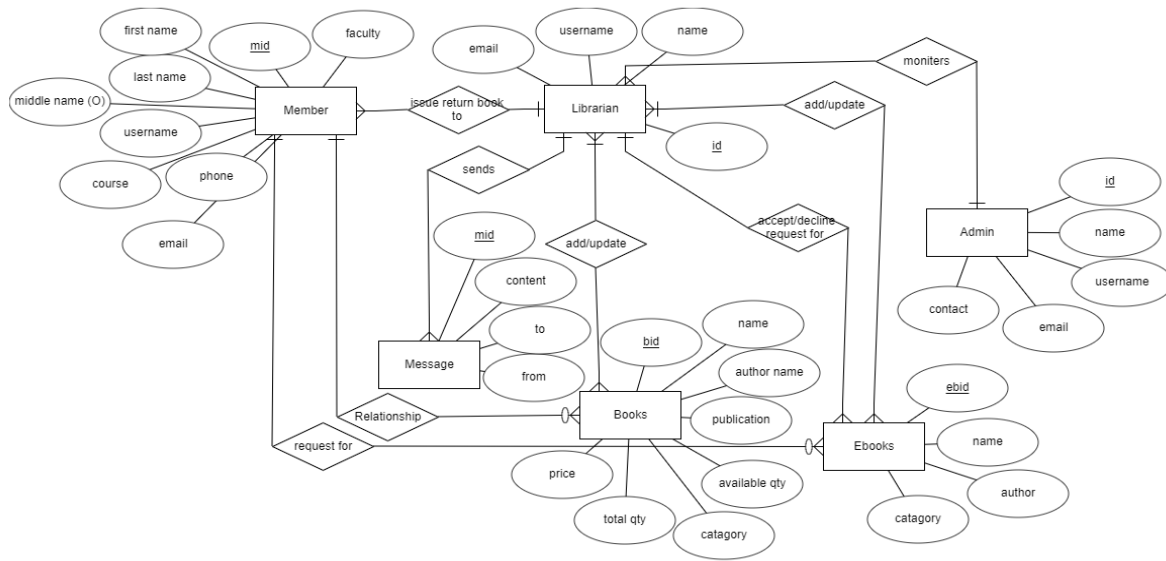 first name
mid
faculty
last name
middle name (O)
username
course
phone
email
Member
issue return book
to
email
username
name
Librarian
id
moniters
add/update
sends
add/update
accept/decline
request for
id
name
username
email
contact
Admin
mid
content
to
from
Message
Relationship
request for
bid
name
author name
publication
available qty
catagory
total qty
price
Books
ebid
name
author
catagory
Ebooks